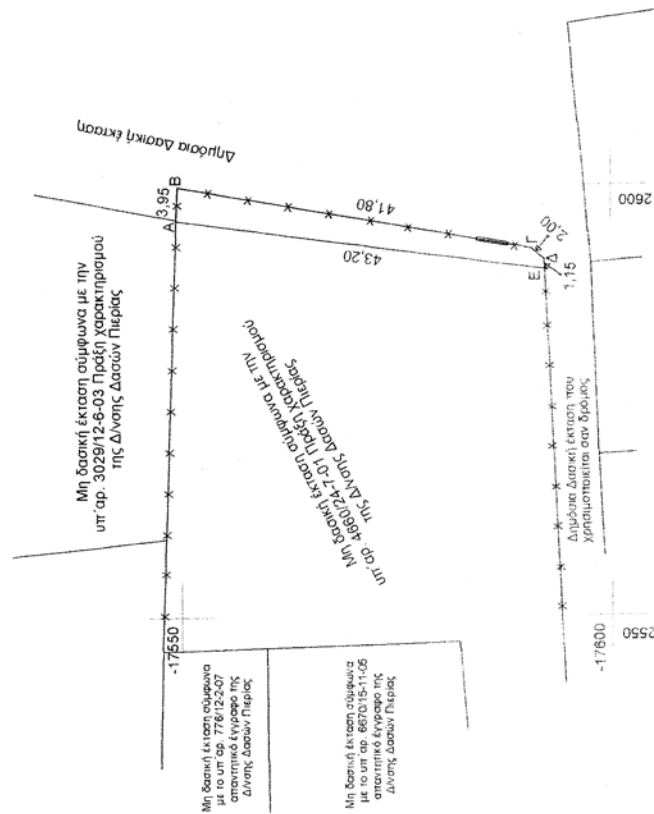 Δημόσια Δασική έκταση
Μη δασική έκταση σύμφωνα με την
υπ΄αρ. 3029/12-6-03 Πράξη χαρακτηρισμού
της Δ/νσης Δασών Πιερίας
3,95
Α
Β
41,80
43,20
Μη δασική έκταση σύμφωνα με την
υπ΄αρ. 4660/24-7-01 Πράξη χαρακτηρισμού
της Δ/νσης Δασών Πιερίας
Γ
2,00
Δ
Ε
1,15
2600
-17550
Μη δασική έκταση σύμφωνα
με το υπ΄αρ. 776/12-2-07
απαντητικό έγγραφο της
Δ/νσης Δασών Πιερίας
Μη δασική έκταση σύμφωνα
με το υπ΄αρ. 6670/15-11-05
απαντητικό έγγραφο της
Δ/νσης Δασών Πιερίας
Δημόσια Δασική έκταση που
χρησιμοποιείται σαν δρόμος
-17600
2550